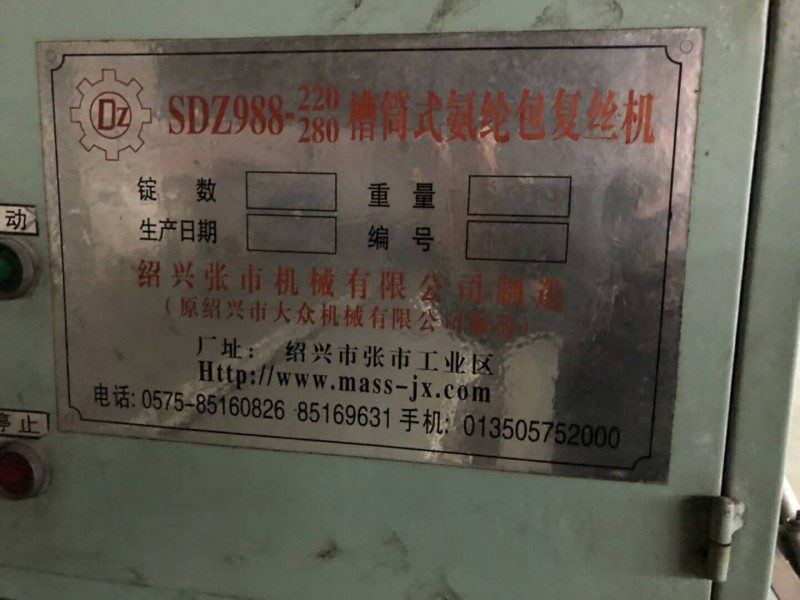 DZ
SDZ988-220/280 槽筒式氨纶包复丝机
锭 数 重 量
生产日期 编 号
绍兴张市机械有限公司制造
（原绍兴市大众机械有限公司制造）
厂址： 绍兴市张市工业区
Http://www.mass-jx.com
电话: 0575-85160826 85169631 手机: 013505752000
动
停止